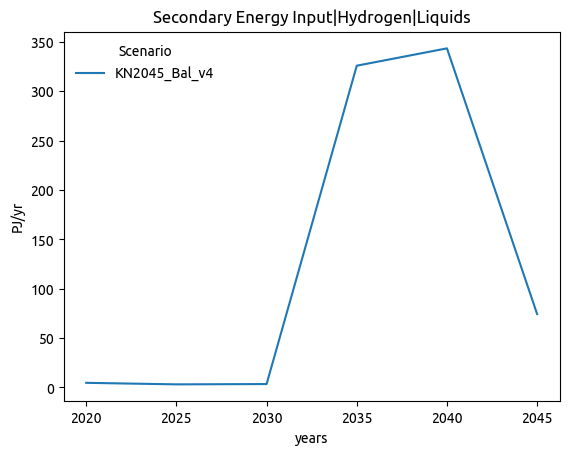 Secondary Energy Input|Hydrogen|Liquids
Scenario
KN2045_Bal_v4
PJ/yr
350
300
250
200
150
100
50
0
2020 2025 2030 2035 2040 2045
years